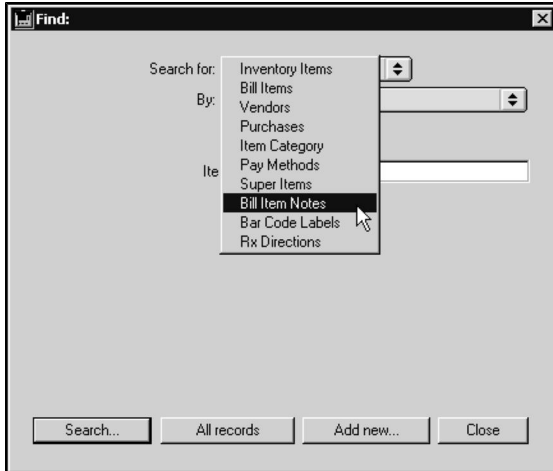 Find:
Search for:
Inventory Items
Bill Items
By:
Vendors
Purchases
Item Category
Ite
Pay Methods
Super Items
Bill Item Notes
Bar Code Labels
Rx Directions
Search...
All records
Add new...
Close